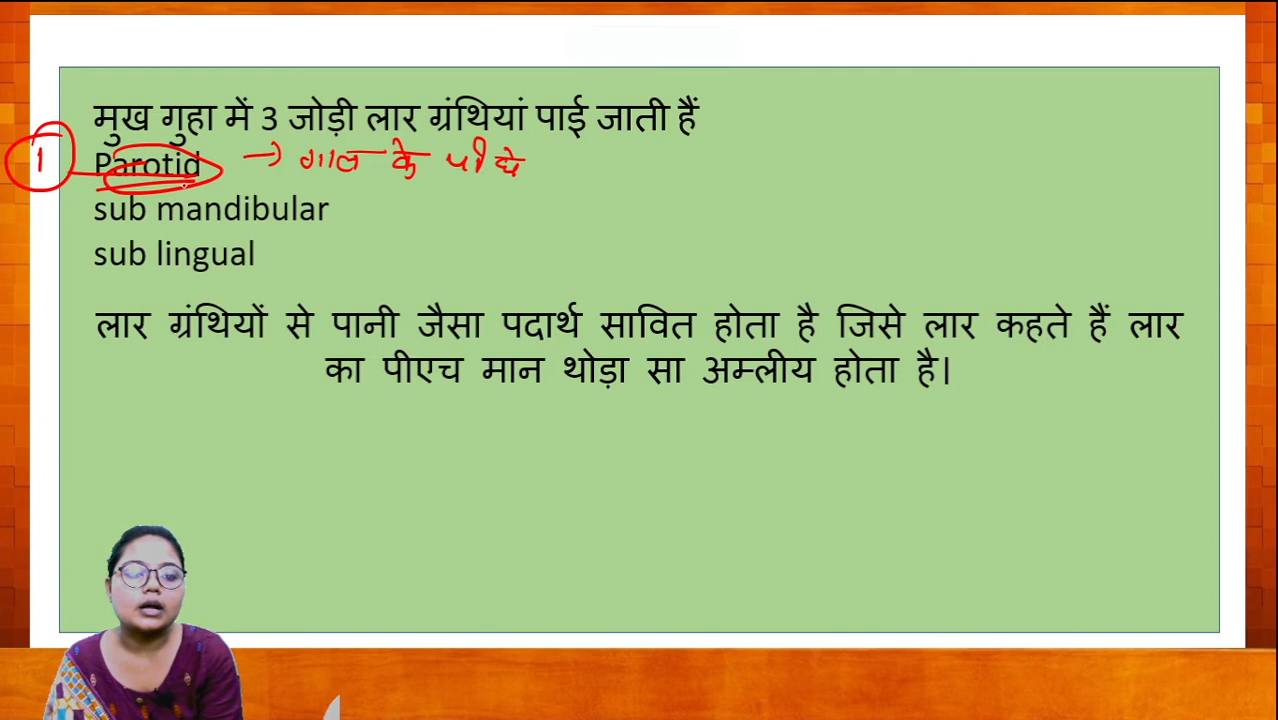 मुख गुहा में 3 जोड़ी लार ग्रंथियां पाई जाती हैं
1 Parotid → गाल के पीछे
sub mandibular
sub lingual
लार ग्रंथियों से पानी जैसा पदार्थ सावित होता है जिसे लार कहते हैं लार
का पीएच मान थोड़ा सा अम्लीय होता है।